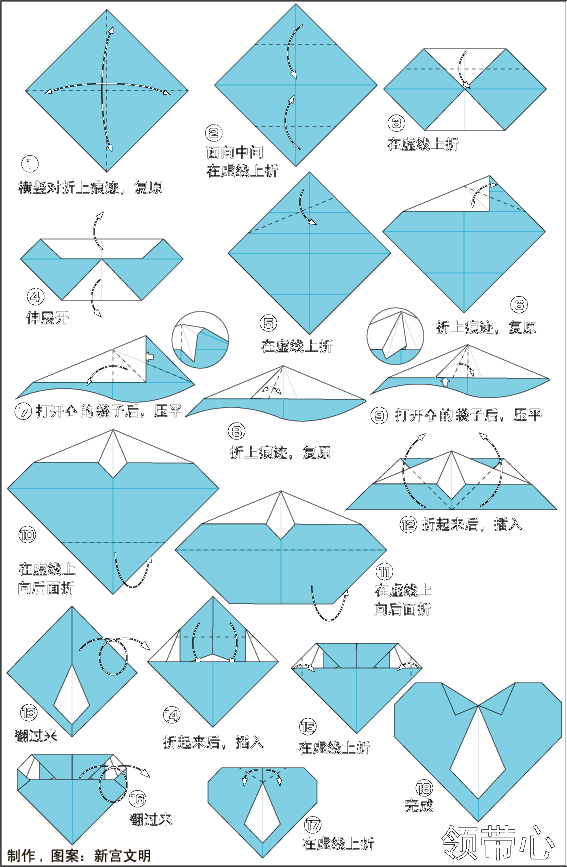 ①
横竖对折上痕迹，复原
②
面向中间
在虚线上折
③
在虚线上折
④
伸展开
⑤
在虚线上折
⑥
折上痕迹，复原
⑦ 打开仓的袋子后，压平
⑧
折上痕迹，复原
⑨ 打开仓的袋子后，压平
⑩
在虚线上
向后面折
⑪
在虚线上
向后面折
⑫ 折起来后，插入
⑬
翻过来
⑭
折起来后，插入
⑮
在虚线上折
⑯
翻过来
⑰
在虚线上折
⑱
完成
领带心
制作，图案：新宫文明